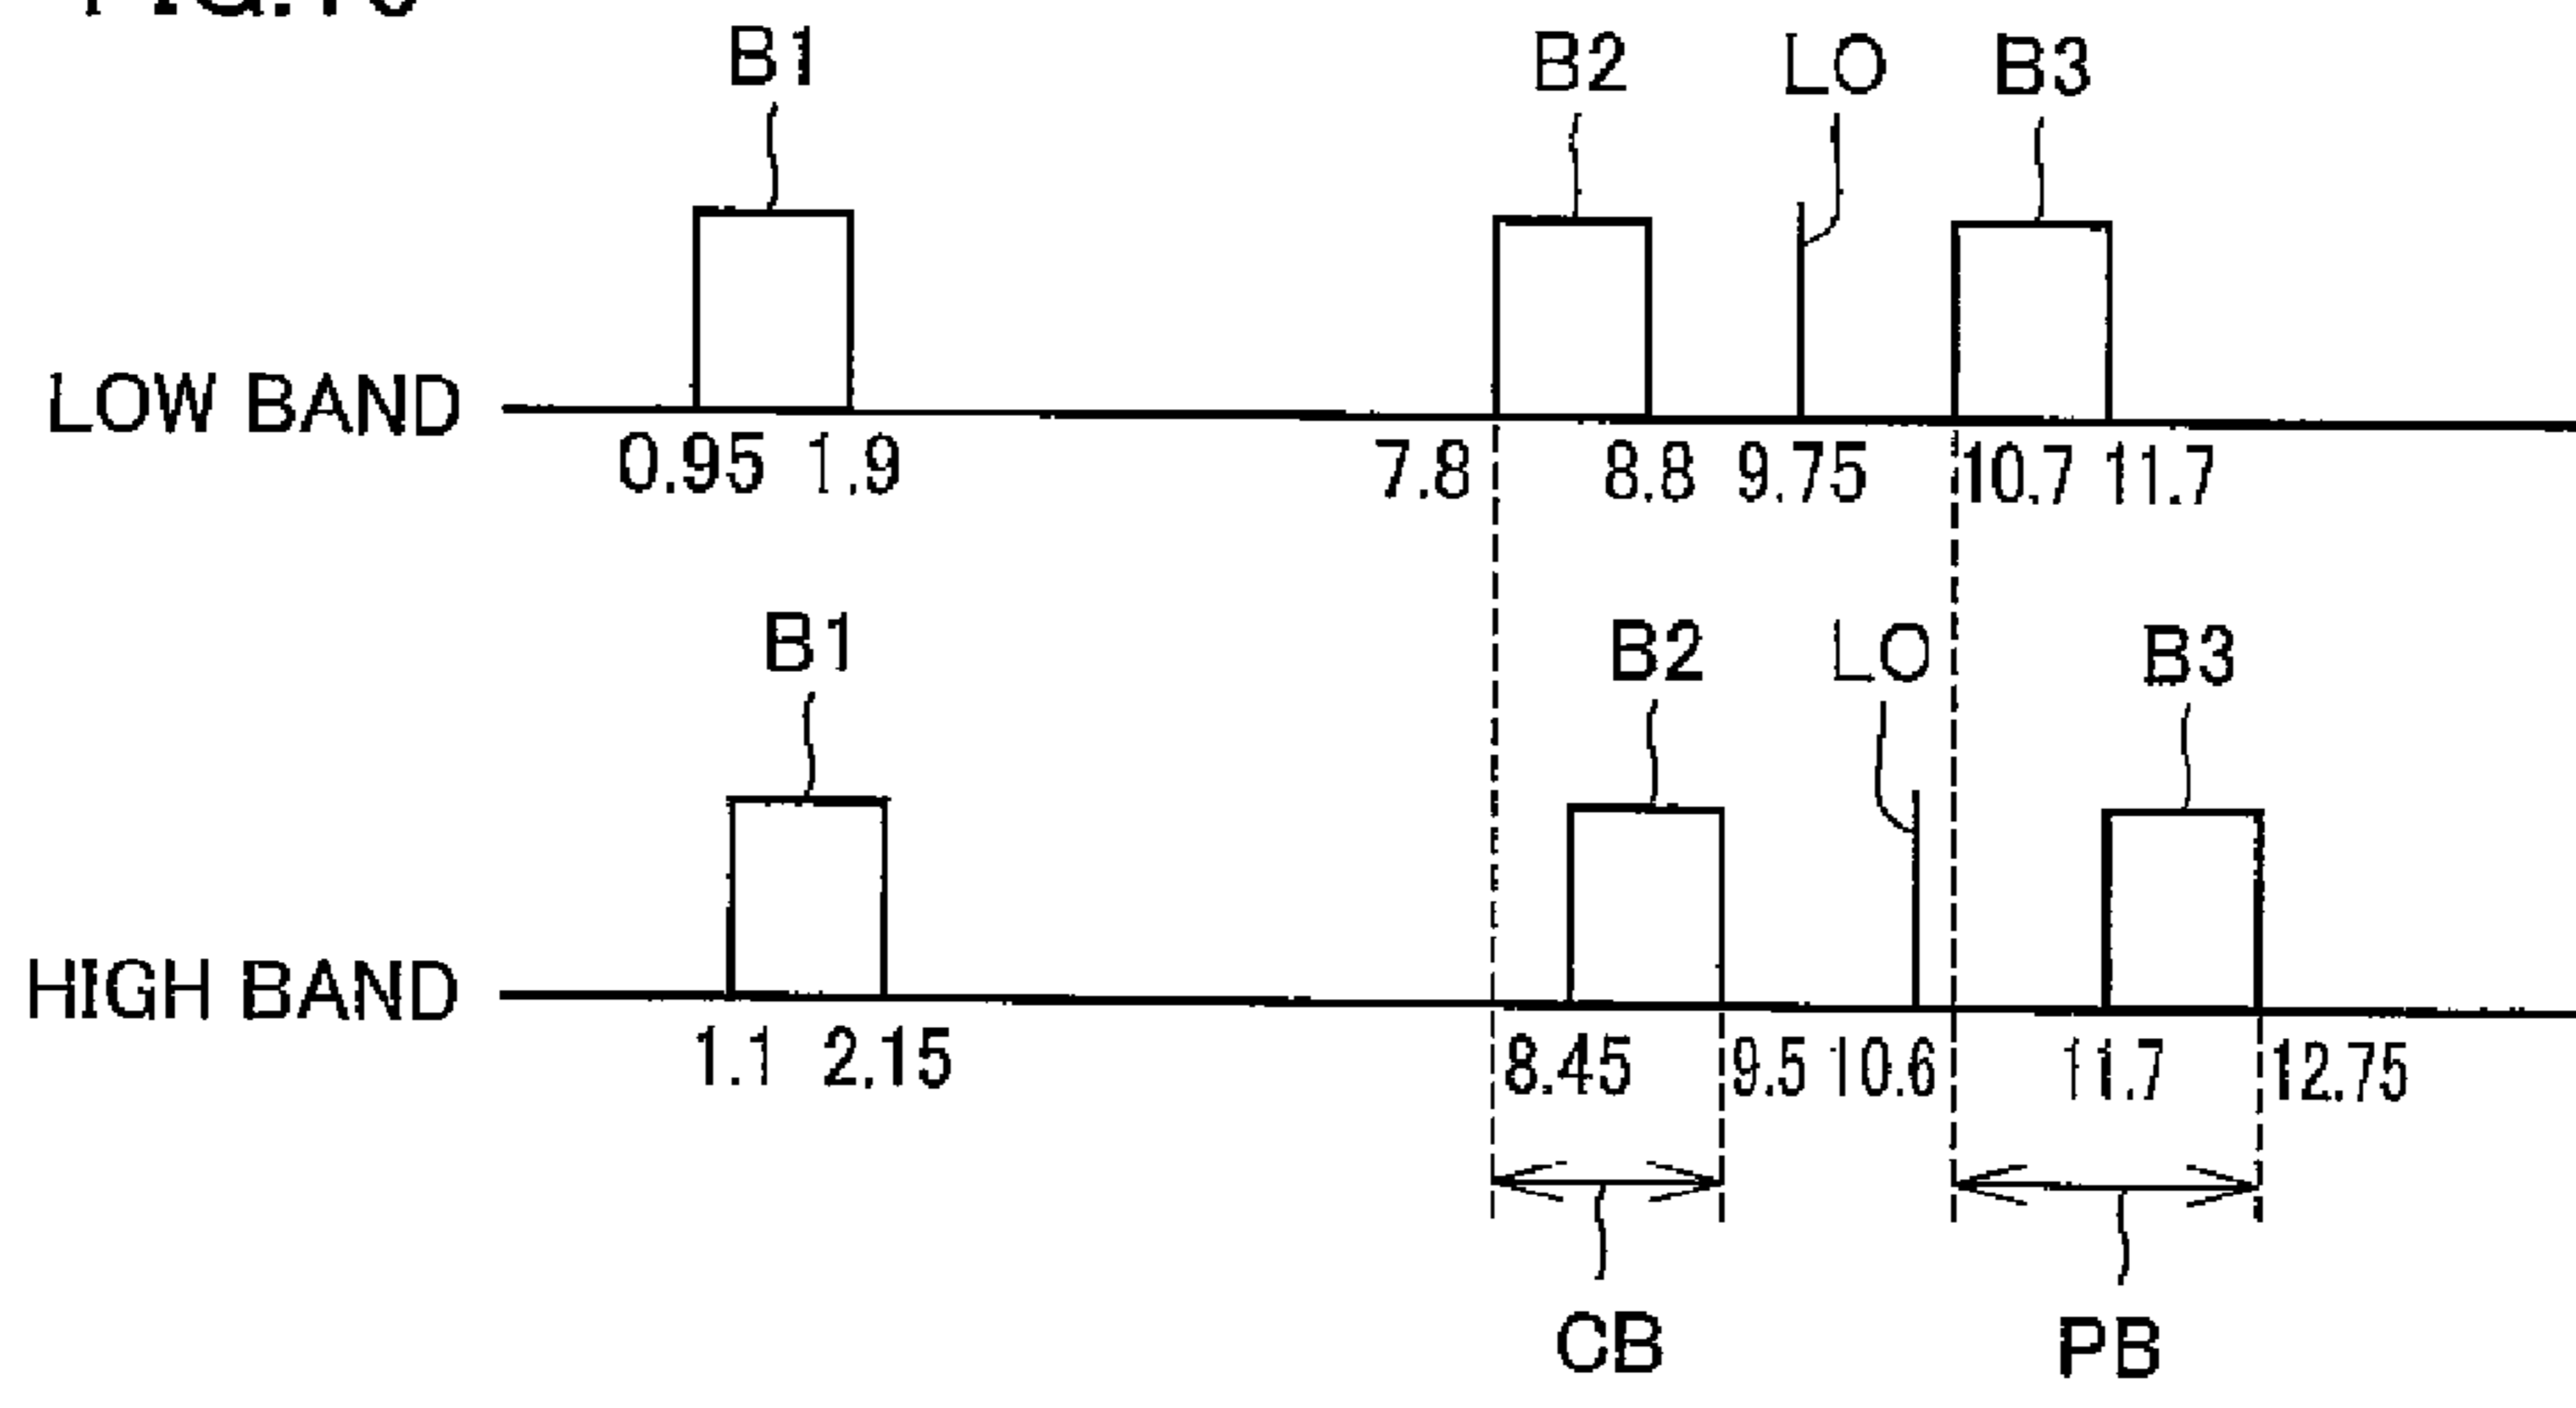 B1 B2 LO B3
LOW BAND
0.95 1.9 7.8 8.8 9.75 10.7 11.7
B1 B2 LO B3
HIGH BAND
1.1 2.15 8.45 9.5 10.6 11.7 12.75
CB PB